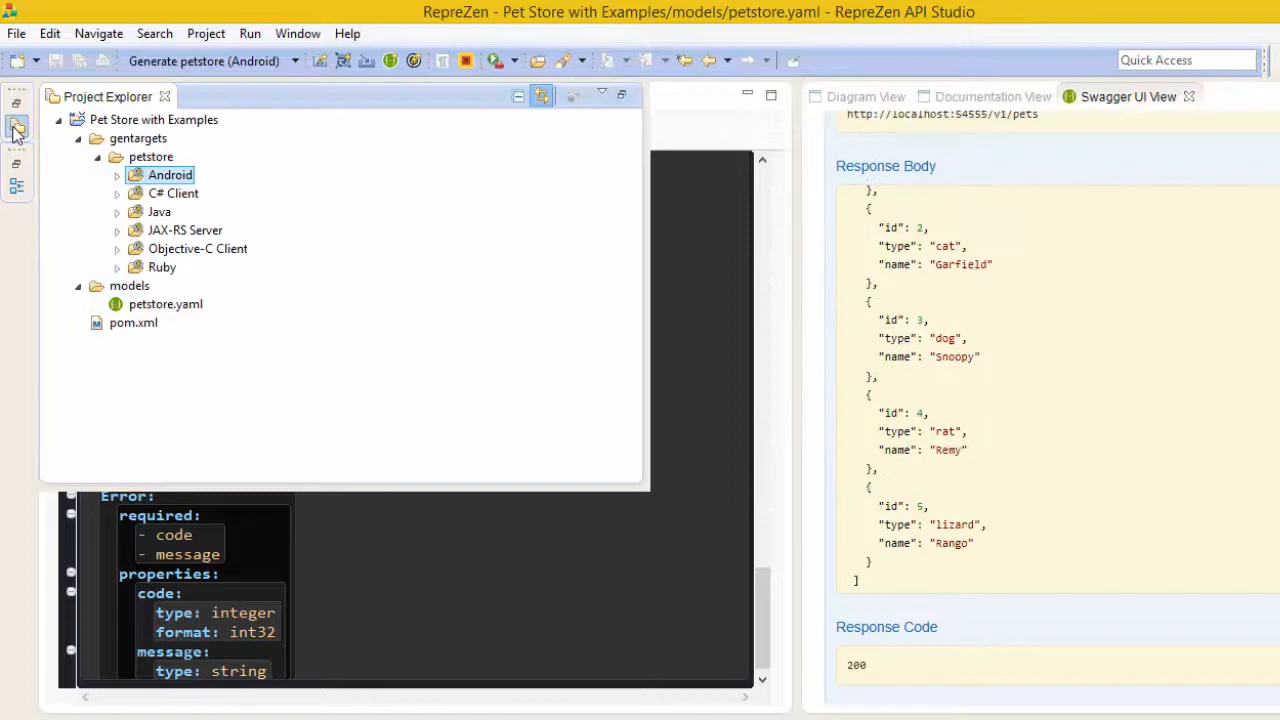 RepreZen - Pet Store with Examples/models/petstore.yaml - RepreZen API Studio
File Edit Navigate Search Project Run Window Help
Generate petstore (Android)
Quick Access
Project Explorer
Pet Store with Examples
gentargets
petstore
Android
C# Client
Java
JAX-RS Server
Objective-C Client
Ruby
models
petstore.yaml
pom.xml
Error:
required:
- code
- message
properties:
code:
type: integer
format: int32
message:
type: string
Diagram View Documentation View Swagger UI View
http://localhost:54555/v1/pets
Response Body
},
{
"id": 2,
"type": "cat",
"name": "Garfield"
},
{
"id": 3,
"type": "dog",
"name": "Snoopy"
},
{
"id": 4,
"type": "rat",
"name": "Remy"
},
{
"id": 5,
"type": "lizard",
"name": "Rango"
}
]
Response Code
200